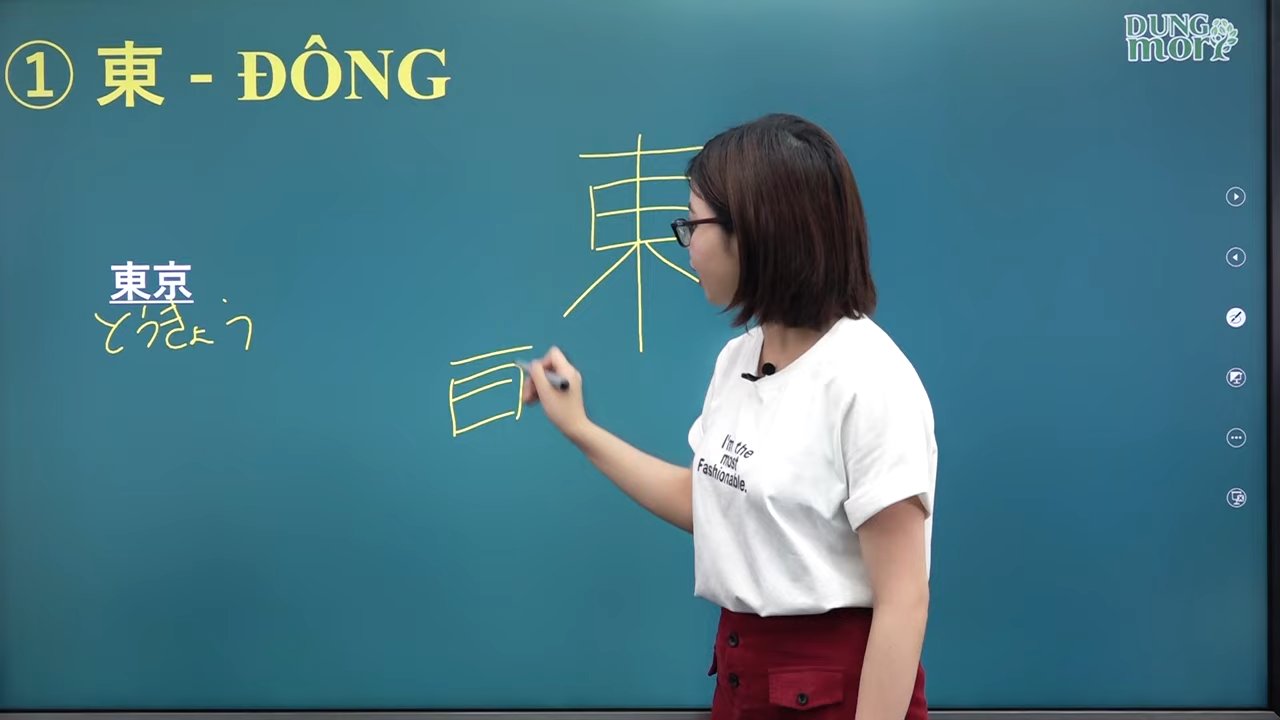 ① 東 - ĐÔNG
DUNG
mori
東
東京
とうきょう
I'm the
most
Fashionable.